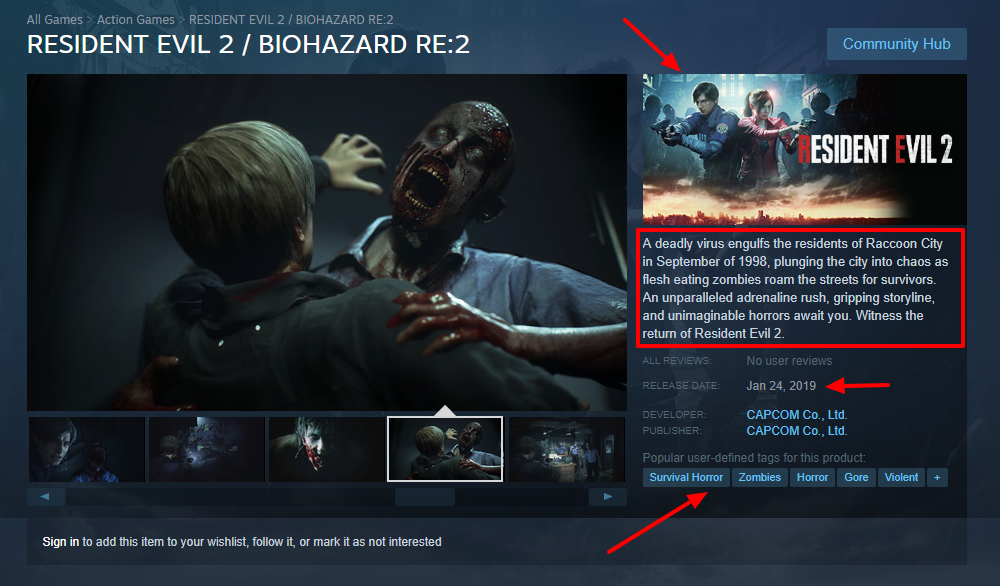 All Games > Action Games > RESIDENT EVIL 2 / BIOHAZARD RE:2
RESIDENT EVIL 2 / BIOHAZARD RE:2
Community Hub
RESIDENT EVIL 2
A deadly virus engulfs the residents of Raccoon City
in September of 1998, plunging the city into chaos as
flesh eating zombies roam the streets for survivors.
An unparalleled adrenaline rush, gripping storyline,
and unimaginable horrors await you. Witness the
return of Resident Evil 2.
ALL REVIEWS: No user reviews
RELEASE DATE: Jan 24, 2019
DEVELOPER: CAPCOM Co., Ltd.
PUBLISHER: CAPCOM Co., Ltd.
Popular user-defined tags for this product:
Survival Horror Zombies Horror Gore Violent +
Sign in to add this item to your wishlist, follow it, or mark it as not interested